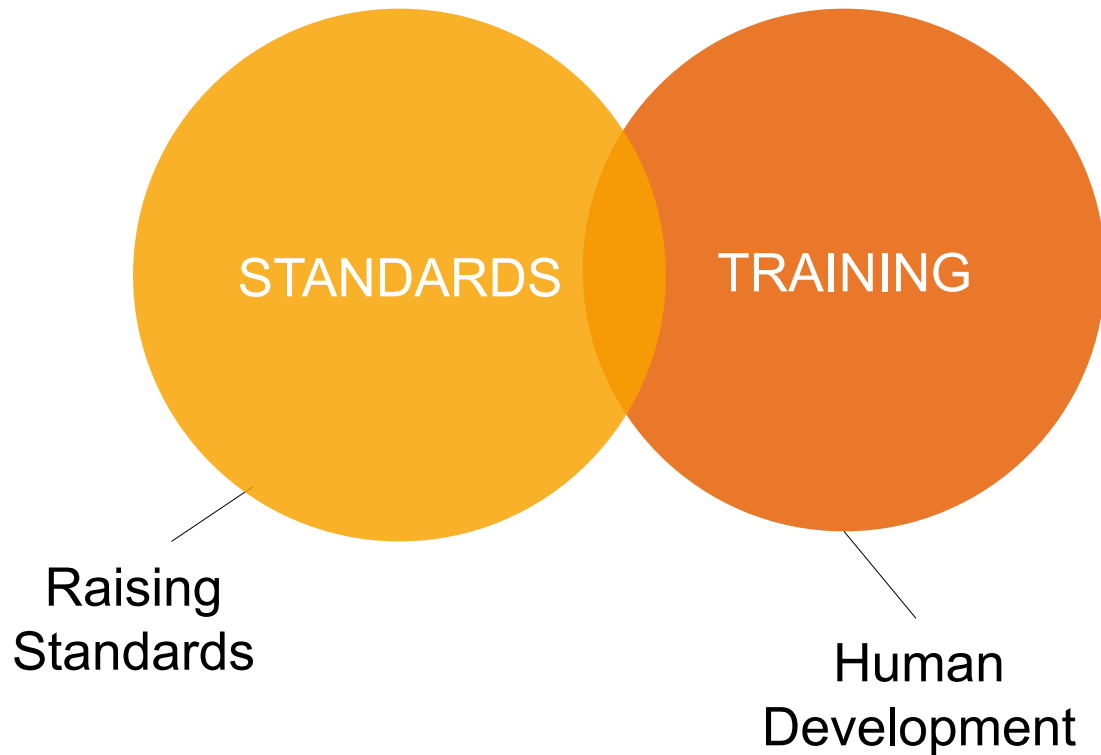 STANDARDS
TRAINING
Raising
Standards
Human
Development